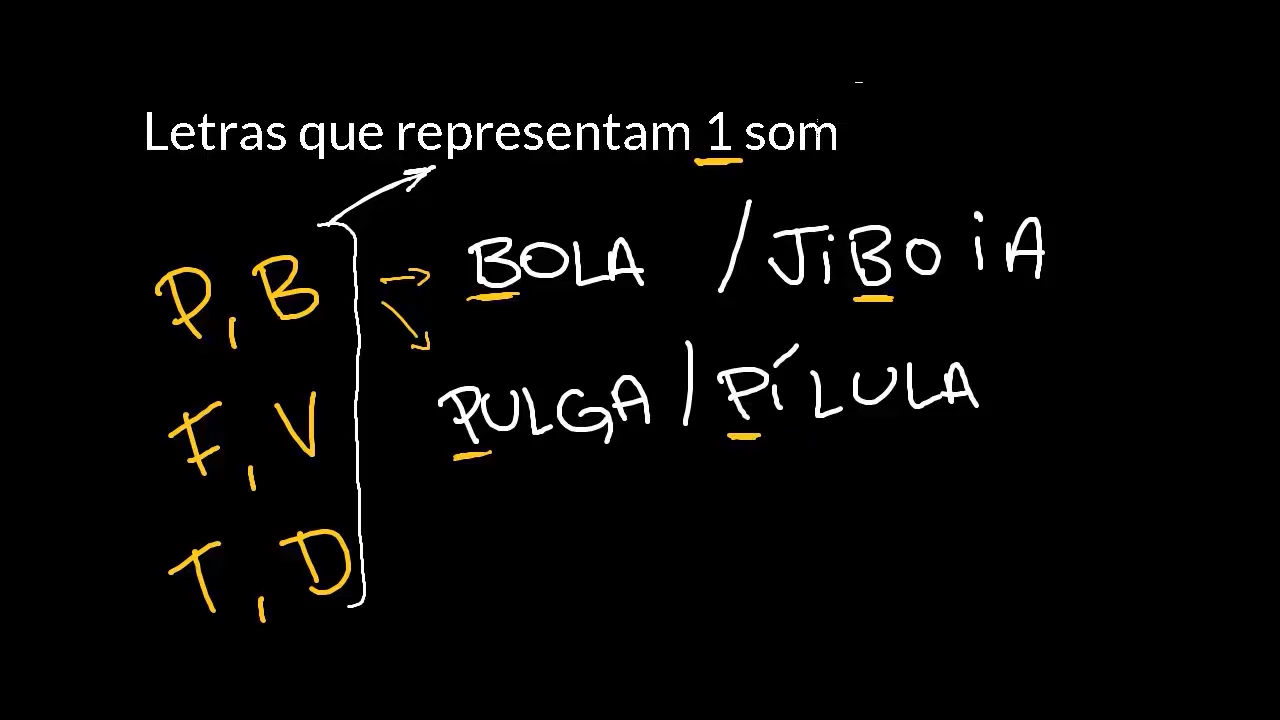 Letras que representam 1 som
P, B
BOLA / JiBOiA
PULGA / PÍLULA
F, V
T, D